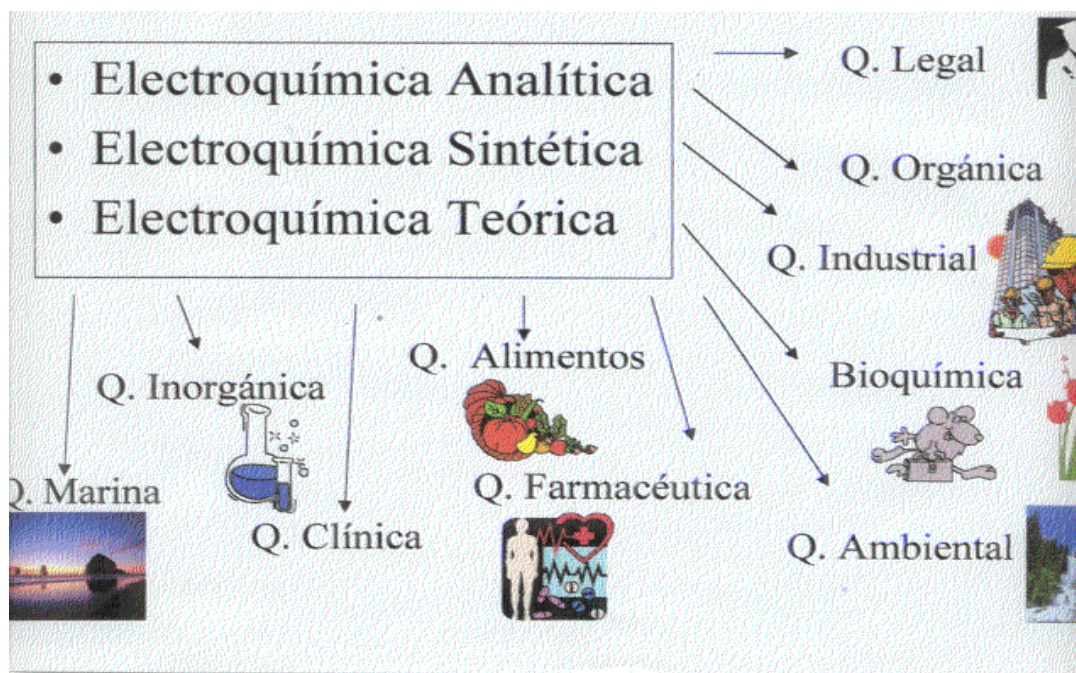 • Electroquímica Analítica
• Electroquímica Sintética
• Electroquímica Teórica
Q. Legal
Q. Orgánica
Q. Industrial
Bioquímica
Q. Ambiental
Q. Alimentos
Q. Farmacéutica
Q. Inorgánica
Q. Clínica
Q. Marina